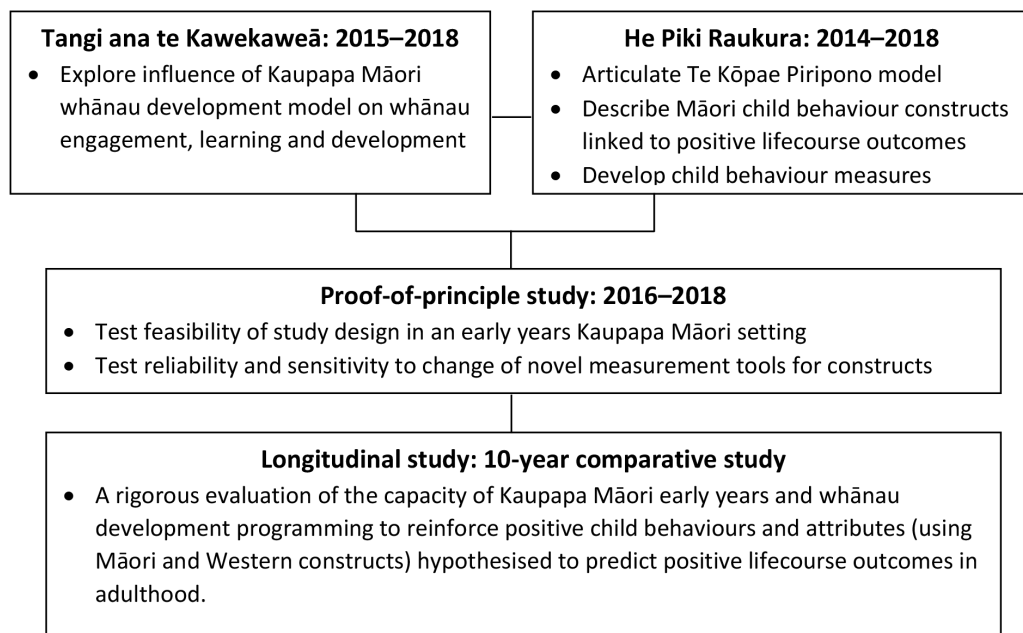 Tangi ana te Kawekaweā: 2015–2018
• Explore influence of Kaupapa Māori
whānau development model on whānau
engagement, learning and development
He Piki Raukura: 2014–2018
• Articulate Te Kōpae Piripono model
• Describe Māori child behaviour constructs
linked to positive lifecourse outcomes
• Develop child behaviour measures
Proof-of-principle study: 2016–2018
• Test feasibility of study design in an early years Kaupapa Māori setting
• Test reliability and sensitivity to change of novel measurement tools for constructs
Longitudinal study: 10-year comparative study
• A rigorous evaluation of the capacity of Kaupapa Māori early years and whānau
development programming to reinforce positive child behaviours and attributes (using
Māori and Western constructs) hypothesised to predict positive lifecourse outcomes in
adulthood.